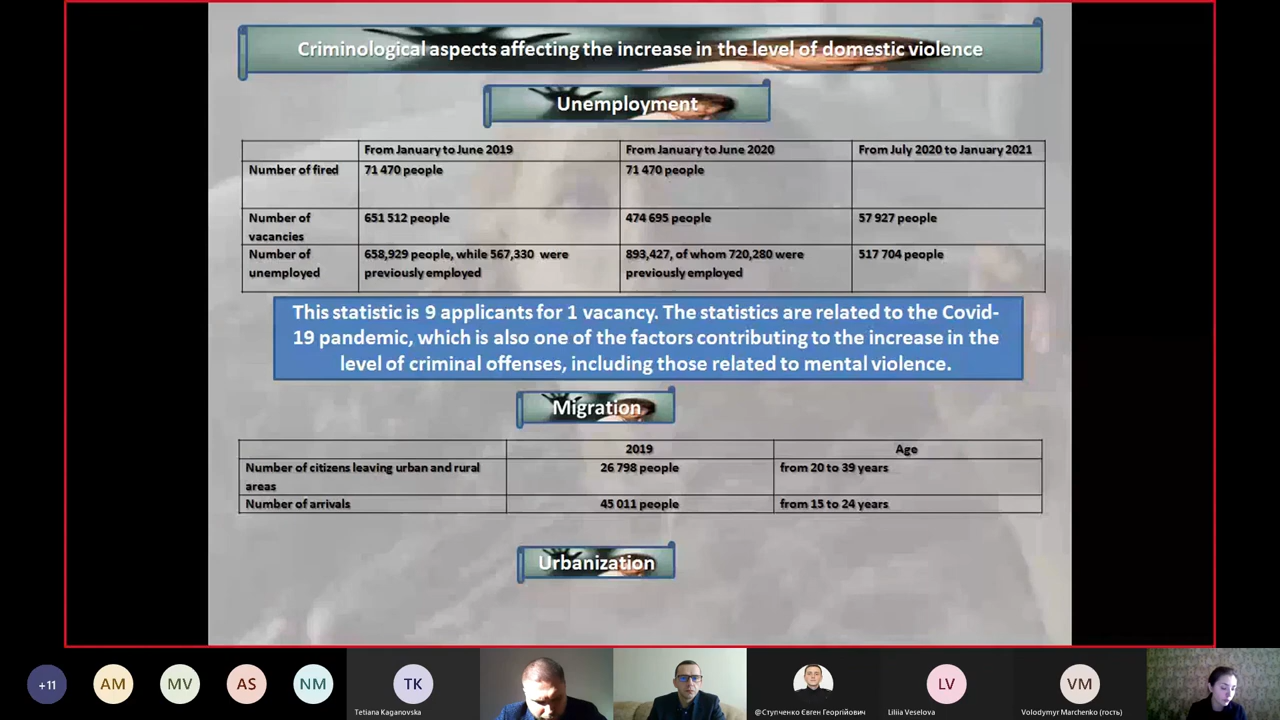 Criminological aspects affecting the increase in the level of domestic violence
Unemployment
From January to June 2019 From January to June 2020 From July 2020 to January 2021
Number of fired 71 470 people 71 470 people
Number of vacancies 651 512 people 474 695 people 57 927 people
Number of unemployed 658,929 people, while 567,330 were previously employed 893,427, of whom 720,280 were previously employed 517 704 people
This statistic is 9 applicants for 1 vacancy. The statistics are related to the Covid-
19 pandemic, which is also one of the factors contributing to the increase in the
level of criminal offenses, including those related to mental violence.
Migration
2019 Age
Number of citizens leaving urban and rural areas 26 798 people from 20 to 39 years
Number of arrivals 45 011 people from 15 to 24 years
Urbanization
+11 AM MV AS NM TK LV VM
Tetiana Kaganovska @Ступченко Євген Георгійович Liliia Veselova Volodymyr Marchenko (гость)